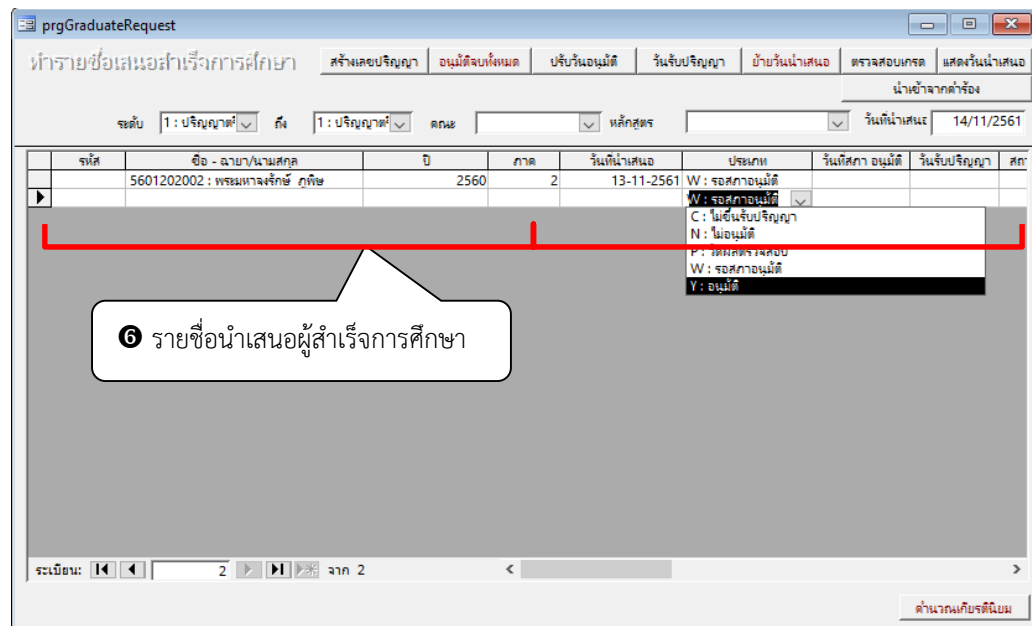 prgGraduateRequest
ทำรายชื่อเสนอสำเร็จการศึกษา
สร้างเลขปริญญา อนุมัติจบทั้งหมด ปรับวันอนุมัติ วันรับปริญญา ย้ายวันนำเสนอ ตรวจสอบเกรด แสดงวันนำเสนอ
นำเข้าจากคำร้อง
ระดับ 1 : ปริญญาตรี ถึง 1 : ปริญญาตรี คณะ หลักสูตร วันที่นำเสนอ 14/11/2561
รหัส ชื่อ - ฉายา/นามสกุล ปี ภาค วันที่นำเสนอ ประเภท วันที่สภา อนุมัติ วันรับปริญญา สถา
5601202002 : พระมหาจงรักษ์ ภูพิษ 2560 2 13-11-2561 W : รอสภาอนุมัติ
W : รอสภาอนุมัติ
C : ไม่ขึ้นรับปริญญา
N : ไม่อนุมัติ
W : รอสภาอนุมัติ
Y : อนุมัติ
❻ รายชื่อนำเสนอผู้สำเร็จการศึกษา
ระเบียน: 2 จาก 2
คำนวณเกียรตินิยม